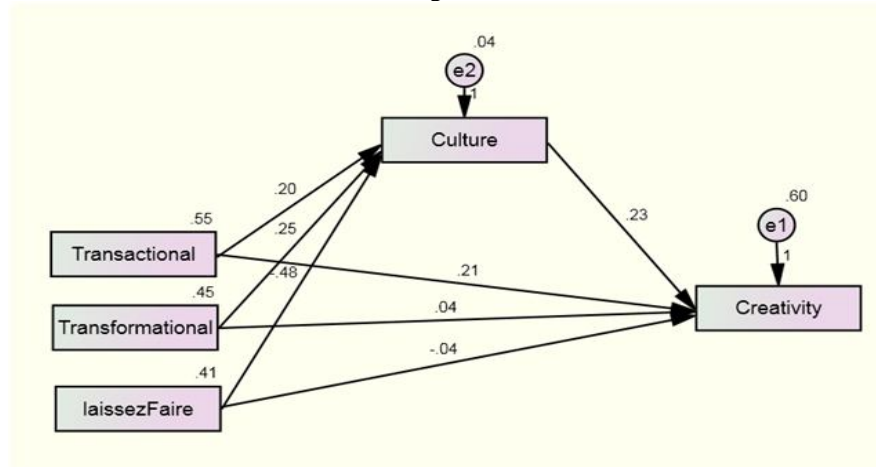 .04
e2
1
Culture
.20
.55
.25
.23
.60
e1
1
Transactional
-.48
.21
.45
Transformational
.04
Creativity
-.04
.41
laissezFaire